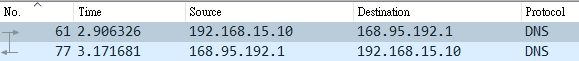 No. Time Source Destination Protocol
61 2.906326 192.168.15.10 168.95.192.1 DNS
77 3.171681 168.95.192.1 192.168.15.10 DNS